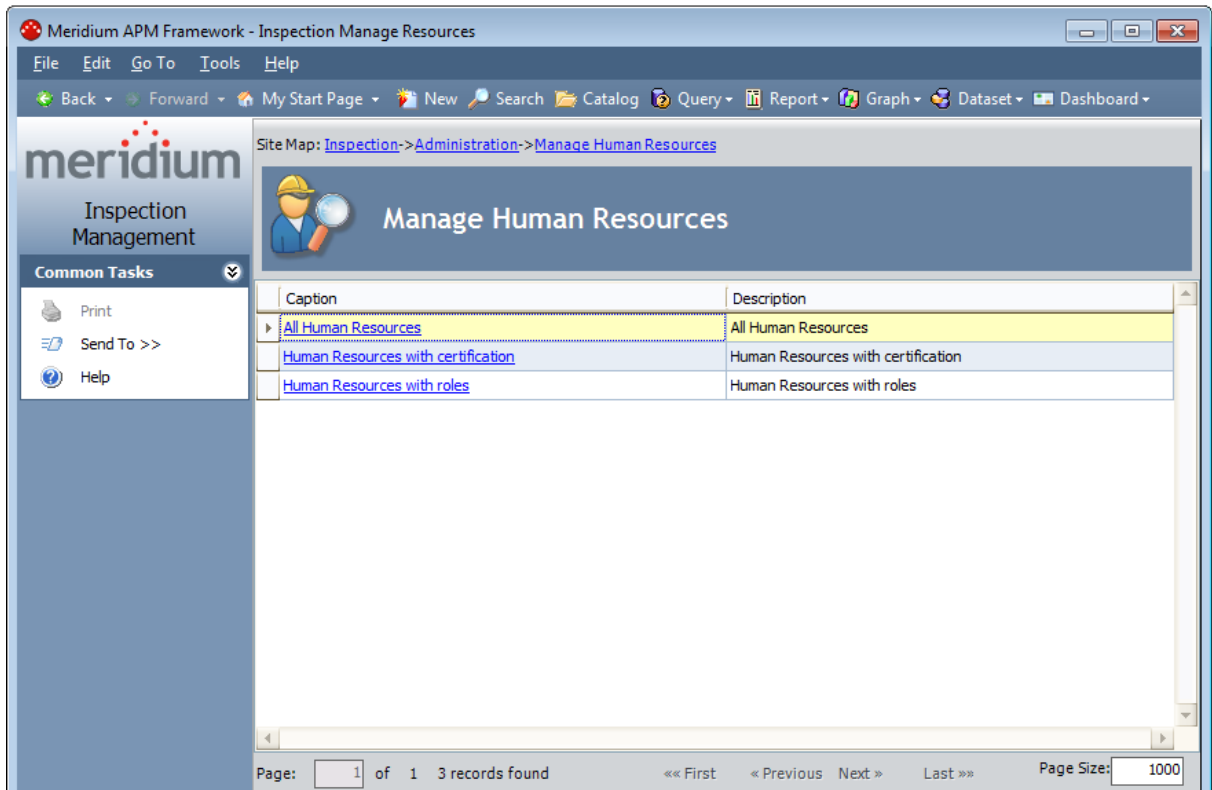 Meridium APM Framework - Inspection Manage Resources
File Edit Go To Tools Help
Back Forward My Start Page New Search Catalog Query Report Graph Dataset Dashboard
meridium
Inspection
Management
Common Tasks
Print
Send To >>
Help
Site Map: Inspection->Administration->Manage Human Resources
Manage Human Resources
Caption Description
All Human Resources All Human Resources
Human Resources with certification Human Resources with certification
Human Resources with roles Human Resources with roles
Page: 1 of 1 3 records found «« First « Previous Next » Last »» Page Size: 1000